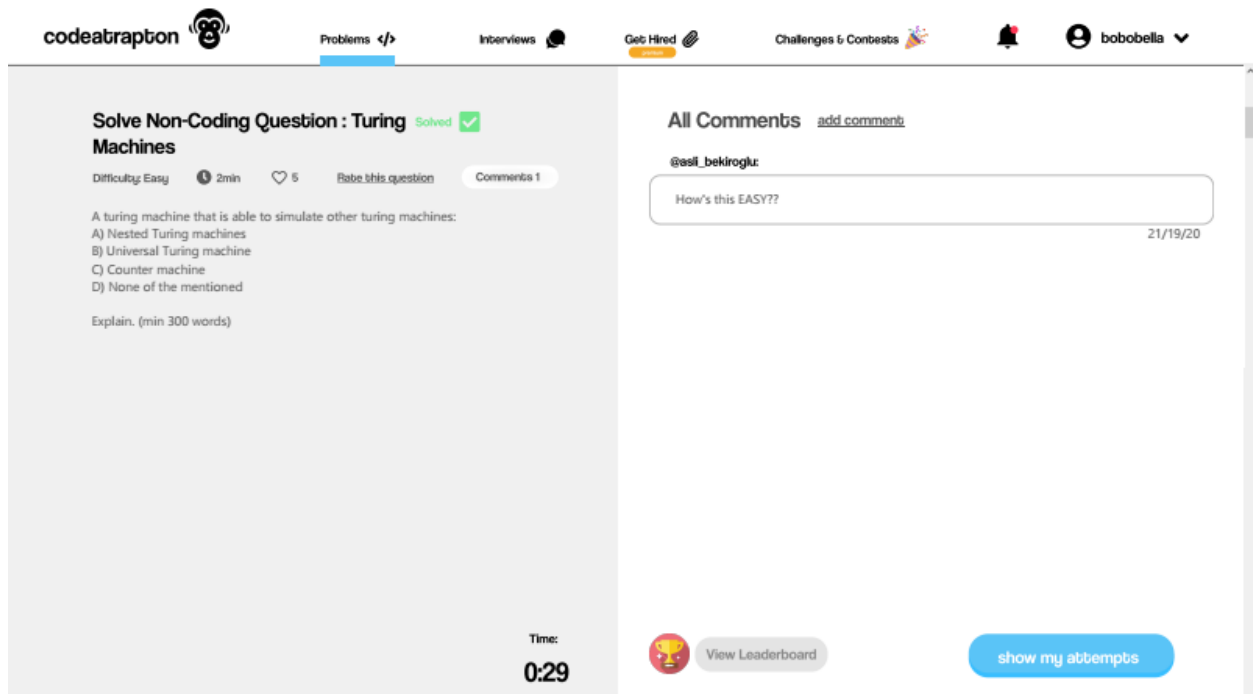 codeatrapton
Problems </>
Interviews
Get Hired
premium
Challenges & Contests
bobobella
Solve Non-Coding Question : Turing Solved
Machines
Difficulty: Easy 2min 5 Rate this question Comments 1
A turing machine that is able to simulate other turing machines:
A) Nested Turing machines
B) Universal Turing machine
C) Counter machine
D) None of the mentioned
Explain. (min 300 words)
Time:
0:29
All Comments add comment
@asli_bekiroglu:
How's this EASY??
21/19/20
View Leaderboard
show my attempts